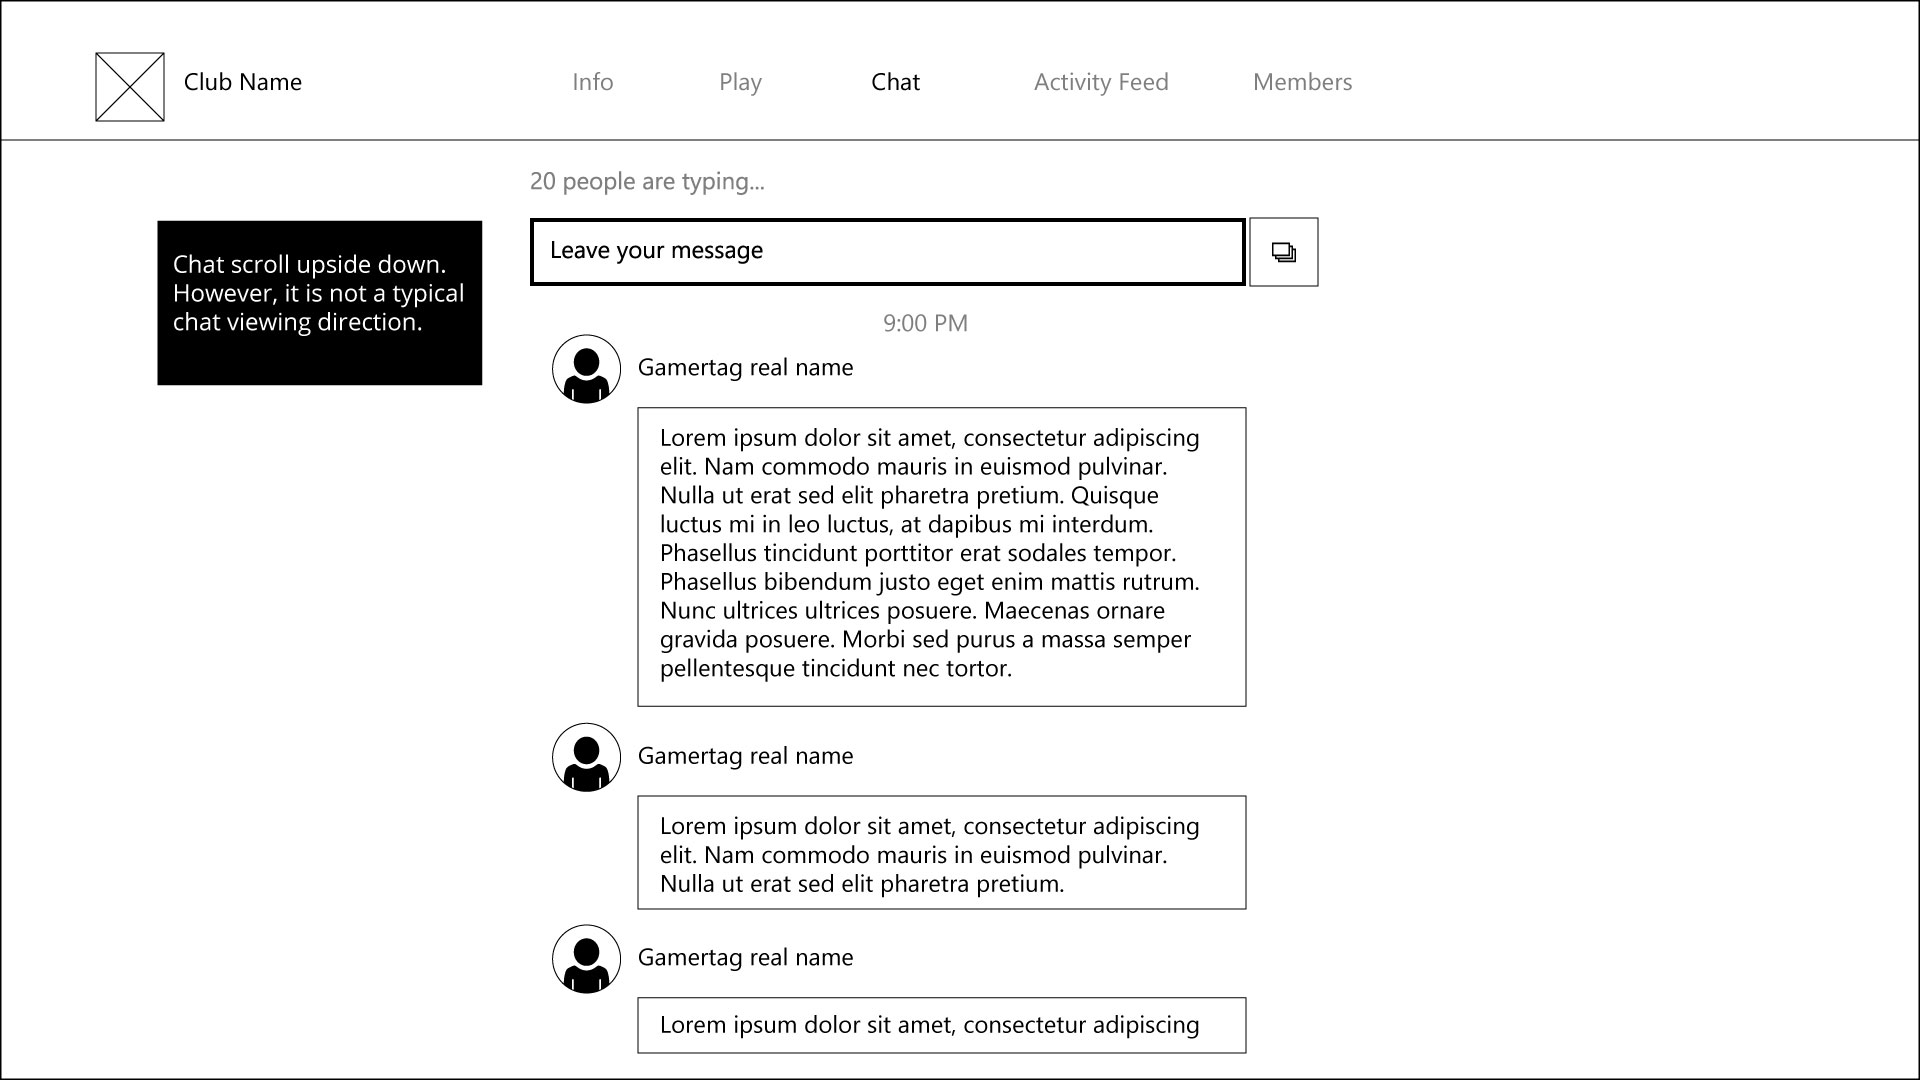 Club Name
Info
Play
Chat
Activity Feed
Members
20 people are typing...
Chat scroll upside down.
However, it is not a typical
chat viewing direction.
Leave your message
9:00 PM
Gamertag real name
Lorem ipsum dolor sit amet, consectetur adipiscing
elit. Nam commodo mauris in euismod pulvinar.
Nulla ut erat sed elit pharetra pretium. Quisque
luctus mi in leo luctus, at dapibus mi interdum.
Phasellus tincidunt porttitor erat sodales tempor.
Phasellus bibendum justo eget enim mattis rutrum.
Nunc ultrices ultrices posuere. Maecenas ornare
gravida posuere. Morbi sed purus a massa semper
pellentesque tincidunt nec tortor.
Gamertag real name
Lorem ipsum dolor sit amet, consectetur adipiscing
elit. Nam commodo mauris in euismod pulvinar.
Nulla ut erat sed elit pharetra pretium.
Gamertag real name
Lorem ipsum dolor sit amet, consectetur adipiscing